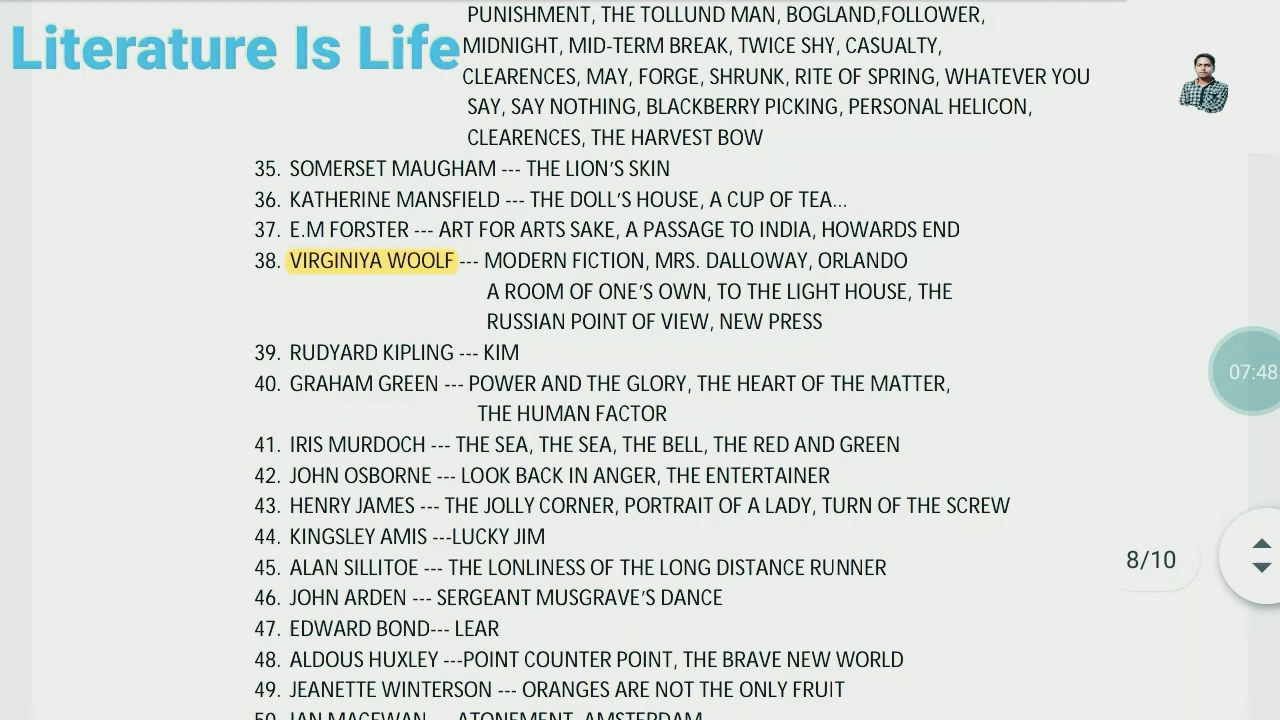 PUNISHMENT, THE TOLLUND MAN, BOGLAND,FOLLOWER,
Literature Is Life
MIDNIGHT, MID-TERM BREAK, TWICE SHY, CASUALTY,
CLEARENCES, MAY, FORGE, SHRUNK, RITE OF SPRING, WHATEVER YOU
SAY, SAY NOTHING, BLACKBERRY PICKING, PERSONAL HELICON,
CLEARENCES, THE HARVEST BOW
35. SOMERSET MAUGHAM --- THE LION'S SKIN
36. KATHERINE MANSFIELD --- THE DOLL'S HOUSE, A CUP OF TEA...
37. E.M FORSTER --- ART FOR ARTS SAKE, A PASSAGE TO INDIA, HOWARDS END
38. VIRGINIYA WOOLF --- MODERN FICTION, MRS. DALLOWAY, ORLANDO
A ROOM OF ONE'S OWN, TO THE LIGHT HOUSE, THE
RUSSIAN POINT OF VIEW, NEW PRESS
39. RUDYARD KIPLING --- KIM
07:48
40. GRAHAM GREEN --- POWER AND THE GLORY, THE HEART OF THE MATTER,
THE HUMAN FACTOR
41. IRIS MURDOCH --- THE SEA, THE SEA, THE BELL, THE RED AND GREEN
42. JOHN OSBORNE --- LOOK BACK IN ANGER, THE ENTERTAINER
43. HENRY JAMES --- THE JOLLY CORNER, PORTRAIT OF A LADY, TURN OF THE SCREW
44. KINGSLEY AMIS ---LUCKY JIM
8/10
45. ALAN SILLITOE --- THE LONLINESS OF THE LONG DISTANCE RUNNER
46. JOHN ARDEN --- SERGEANT MUSGRAVE'S DANCE
47. EDWARD BOND--- LEAR
48. ALDOUS HUXLEY ---POINT COUNTER POINT, THE BRAVE NEW WORLD
49. JEANETTE WINTERSON --- ORANGES ARE NOT THE ONLY FRUIT
50. IAN MACEWAN --- ATONEMENT, AMSTERDAM